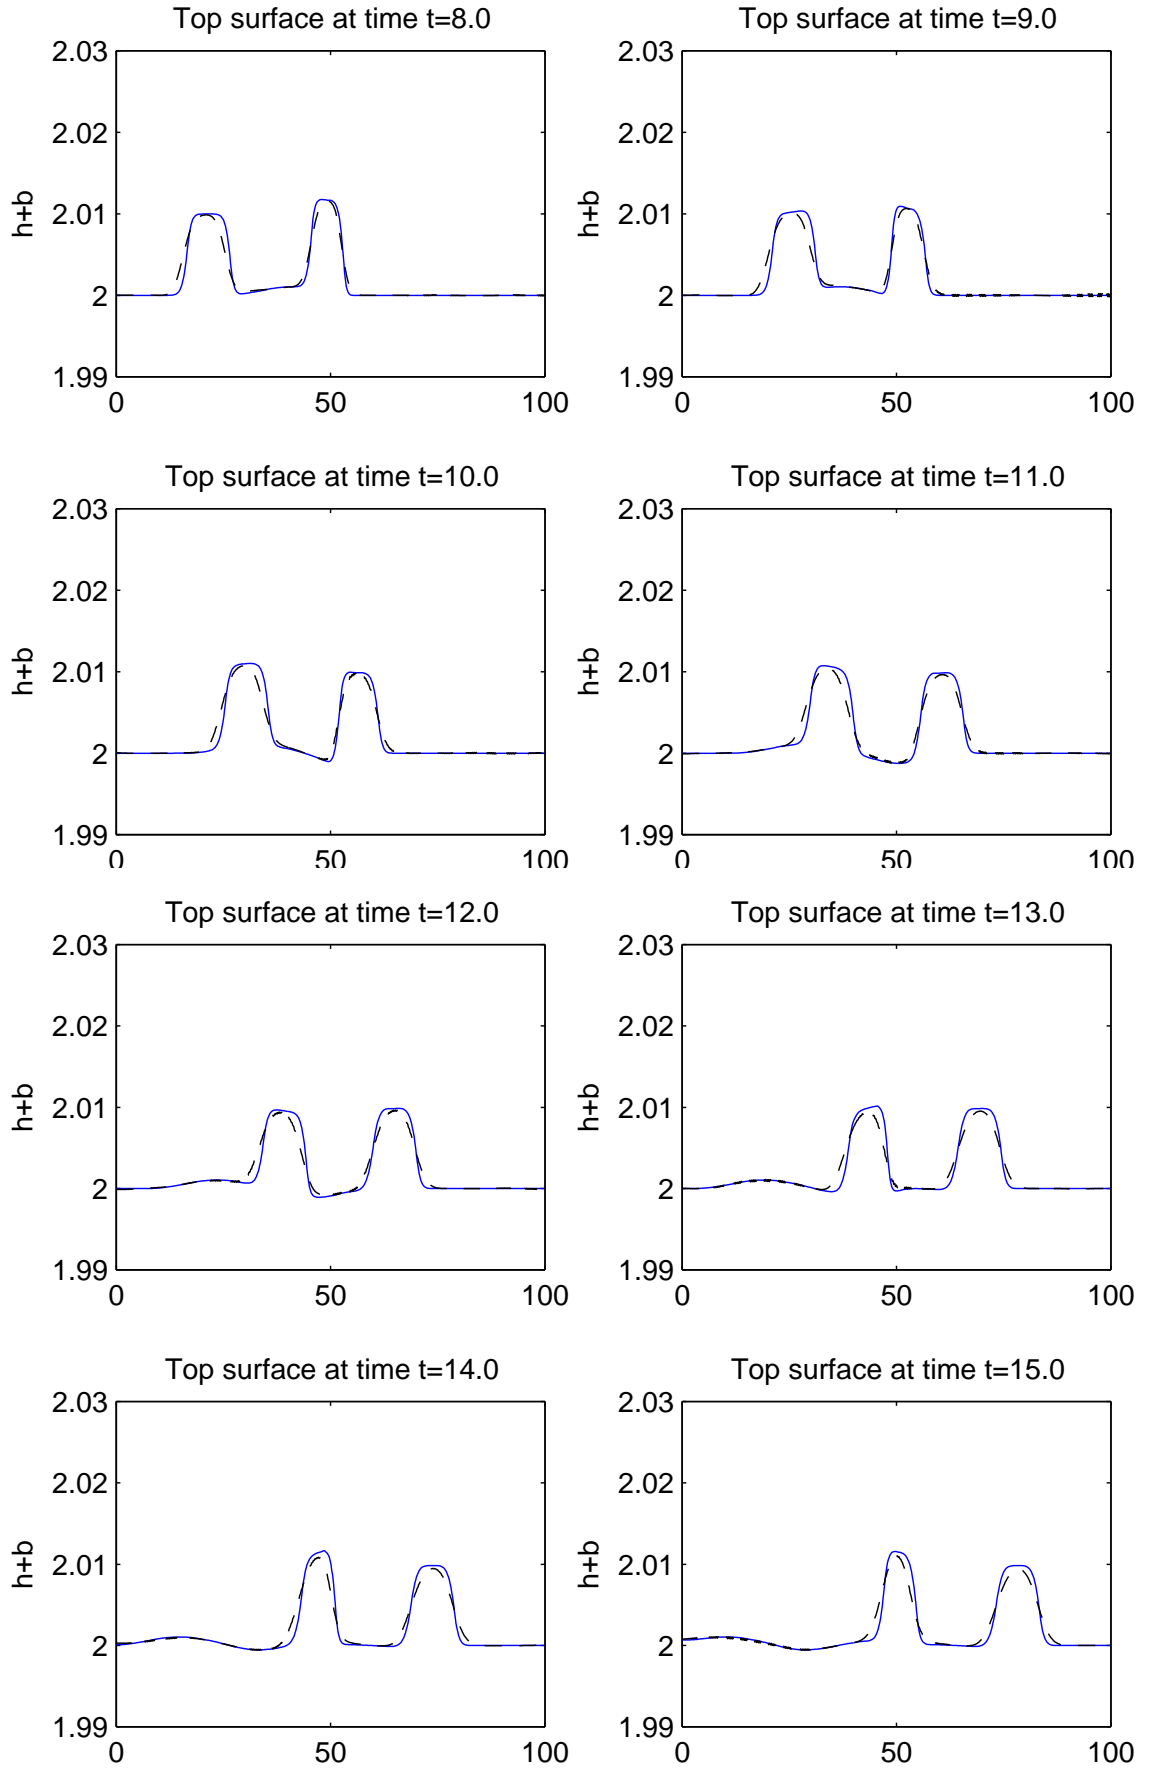 Top surface at time t=8.0
2.03
2.02
2.01
2
1.99
h+b
0 50 100
Top surface at time t=9.0
2.03
2.02
2.01
2
1.99
h+b
0 50 100
Top surface at time t=10.0
2.03
2.02
2.01
2
1.99
h+b
0 50 100
Top surface at time t=11.0
2.03
2.02
2.01
2
1.99
h+b
0 50 100
Top surface at time t=12.0
2.03
2.02
2.01
2
1.99
h+b
0 50 100
Top surface at time t=13.0
2.03
2.02
2.01
2
1.99
h+b
0 50 100
Top surface at time t=14.0
2.03
2.02
2.01
2
1.99
h+b
0 50 100
Top surface at time t=15.0
2.03
2.02
2.01
2
1.99
h+b
0 50 100